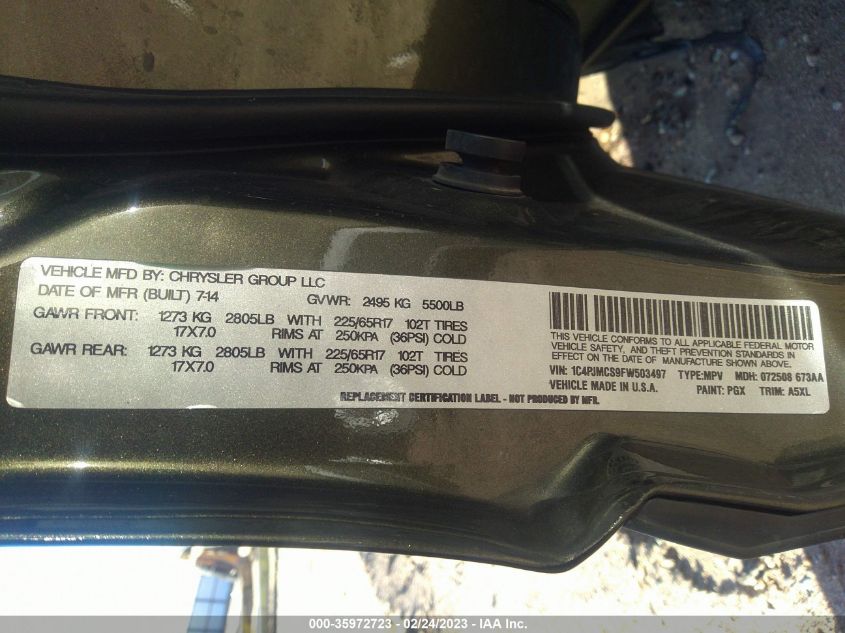 VEHICLE MFD BY: CHRYSLER GROUP LLC
DATE OF MFR (BUILT) 7-14 GVWR: 2495 KG 5500LB
GAWR FRONT: 1273 KG 2805LB WITH 225/65R17 102T TIRES
17X7.0 RIMS AT 250KPA (36PSI) COLD
GAWR REAR: 1273 KG 2805LB WITH 225/65R17 102T TIRES
17X7.0 RIMS AT 250KPA (36PSI) COLD
THIS VEHICLE CONFORMS TO ALL APPLICABLE FEDERAL MOTOR
VEHICLE SAFETY, AND THEFT PREVENTION STANDARDS IN
EFFECT ON THE DATE OF MANUFACTURE SHOWN ABOVE.
VIN: 1C4PJMCS9FW503497 TYPE:MPV MDH: 072508 673AA
VEHICLE MADE IN U.S.A. PAINT: PGX TRIM: A5XL
REPLACEMENT CERTIFICATION LABEL - NOT PRODUCED BY MFR.
000-35972723 - 02/24/2023 - IAA Inc.